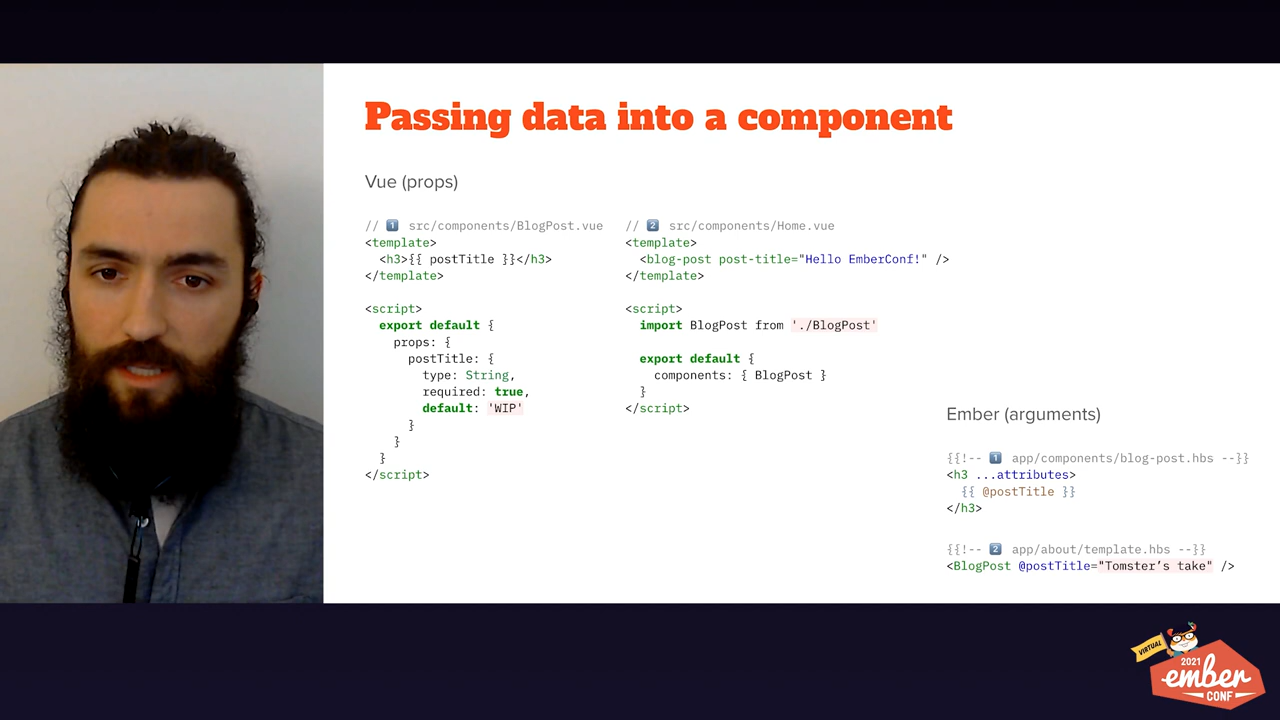 Passing data into a component
Vue (props)
// 1 src/components/BlogPost.vue
<template>
<h3>{{ postTitle }}</h3>
</template>
<script>
export default {
props: {
postTitle: {
type: String,
required: true,
default: 'WIP'
}
}
}
</script>
// 2 src/components/Home.vue
<template>
<blog-post post-title="Hello EmberConf!" />
</template>
<script>
import BlogPost from './BlogPost'
export default {
components: { BlogPost }
}
</script>
Ember (arguments)
{{!-- 1 app/components/blog-post.hbs --}}
<h3 ...attributes>
{{ @postTitle }}
</h3>
{{!-- 2 app/about/template.hbs --}}
<BlogPost @postTitle="Tomster’s take" />
VIRTUAL
2021
ember
CONF